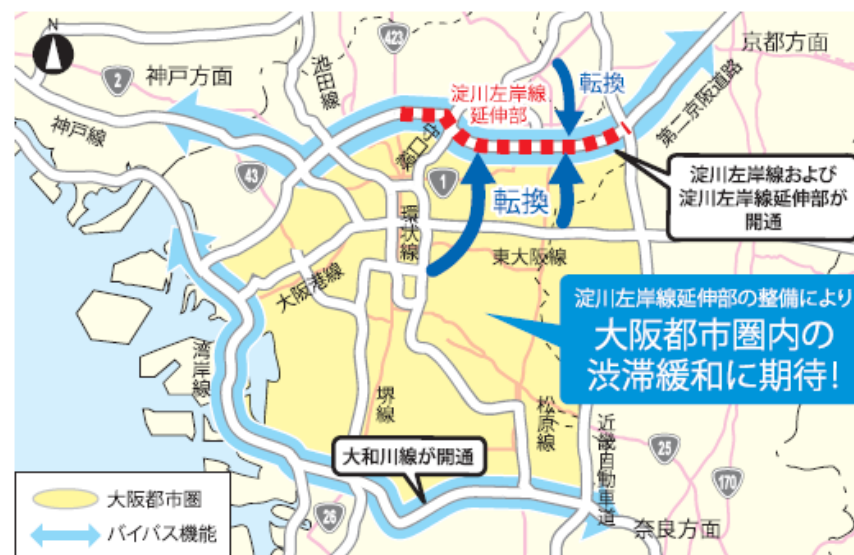 N
423
京都方面
2
神戸方面
池田線
淀川左岸線
延伸部
転換
第二京阪道路
神戸線
守口線
43
1
淀川左岸線および
淀川左岸線延伸部が
開通
転換
環状線
東大阪線
大阪港線
淀川左岸線延伸部の整備により
大阪都市圏内の
渋滞緩和に期待!
湾岸線
堺線
松原線
近畿自動車道
大和川線が開通
25
170
大阪都市圏
26
バイパス機能
奈良方面